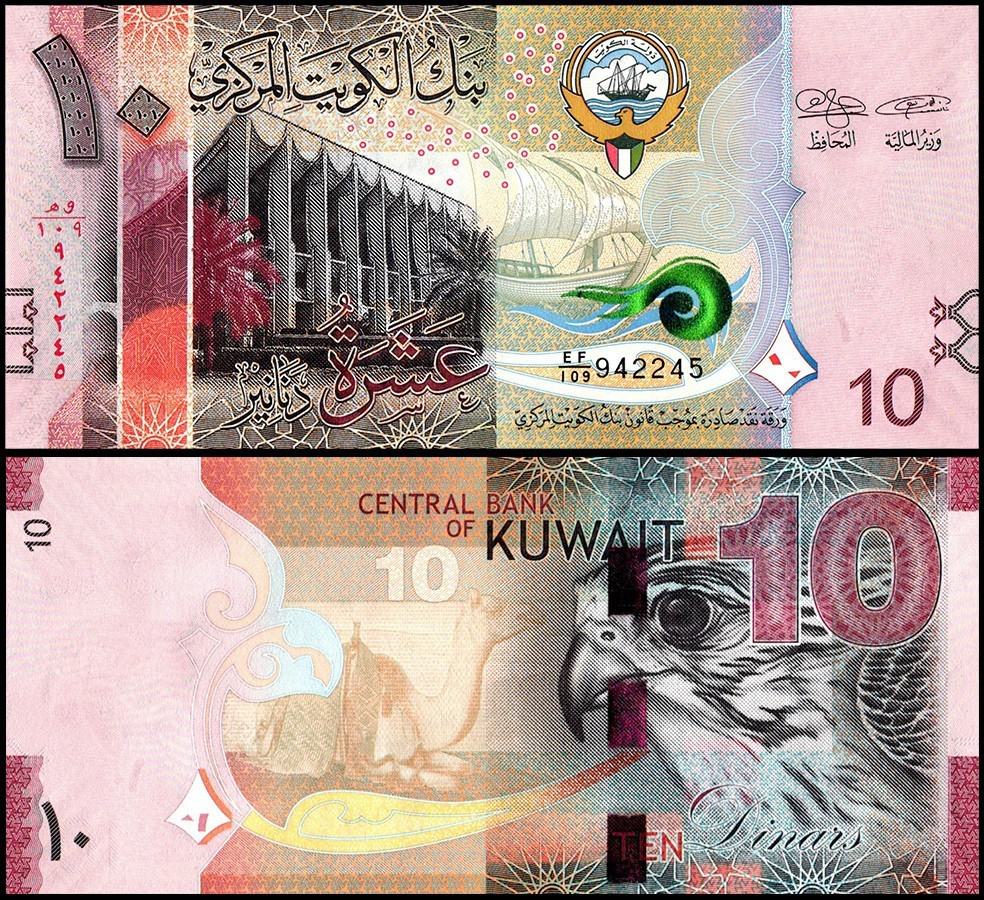 بنك الكويت المركزي
دولة الكويت
١٠
المحافظ
وزير المالية
وهـ
١٠٩
٩٤٢٢٤٥
عشرة
دنانير
EF
109 942245
10
ورقة نقد صادرة بموجب قانون بنك الكويت المركزي
CENTRAL BANK
OF KUWAIT
10
10
10
١٠
TEN Dinars